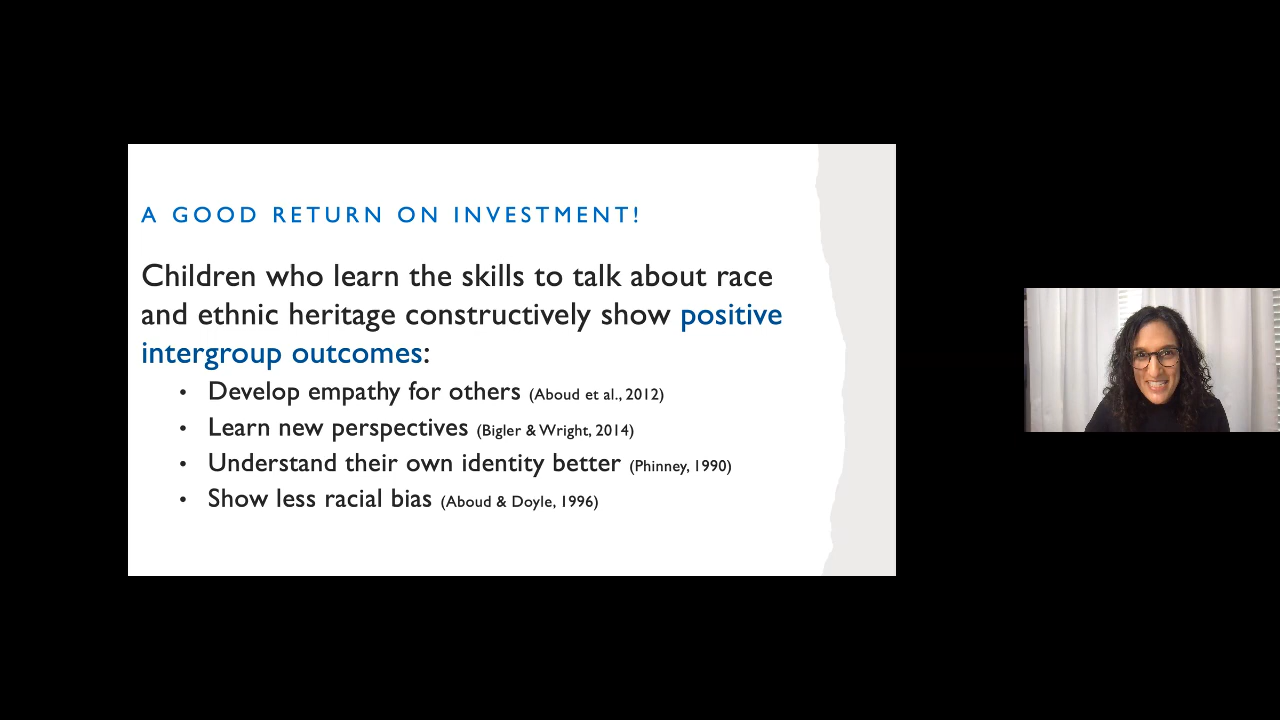 A GOOD RETURN ON INVESTMENT!
Children who learn the skills to talk about race
and ethnic heritage constructively show positive
intergroup outcomes:
• Develop empathy for others (Aboud et al., 2012)
• Learn new perspectives (Bigler & Wright, 2014)
• Understand their own identity better (Phinney, 1990)
• Show less racial bias (Aboud & Doyle, 1996)